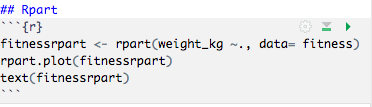 ## Rpart
```{r}
fitnessrpart <- rpart(weight_kg ~., data= fitness)
rpart.plot(fitnessrpart)
text(fitnessrpart)
```